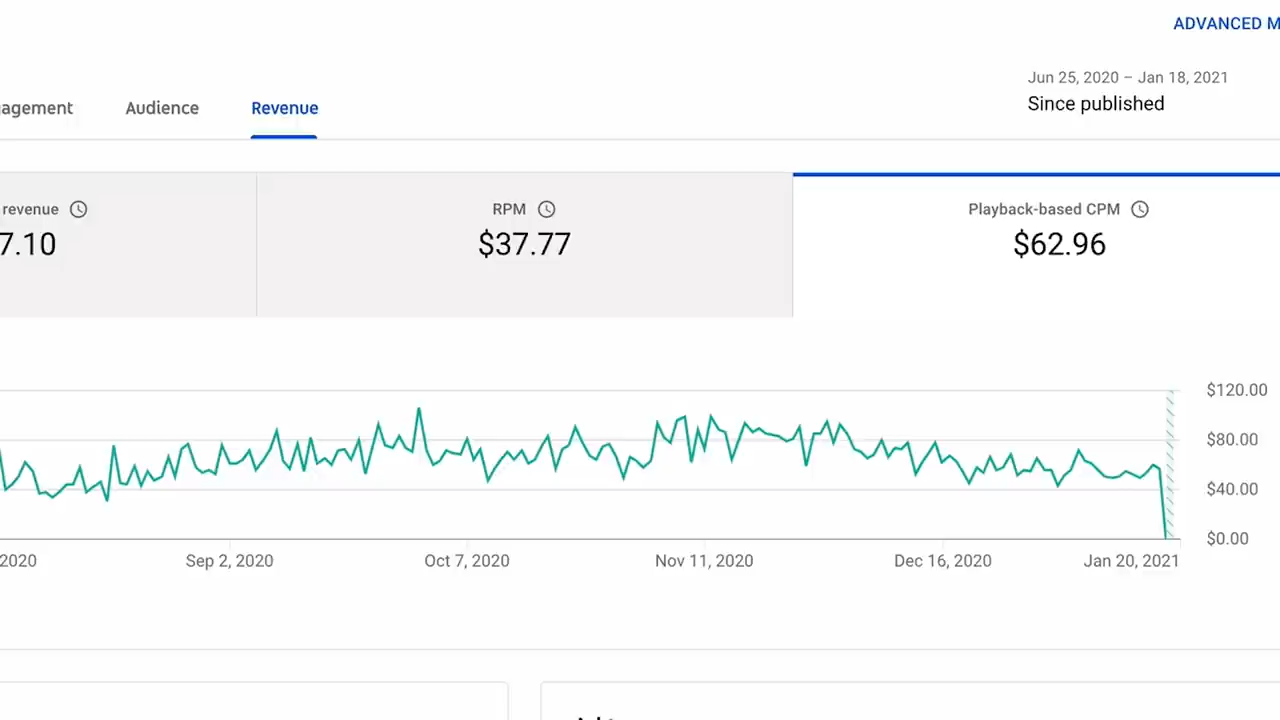 ADVANCED M
Jun 25, 2020 – Jan 18, 2021
Since published
agement Audience Revenue
revenue RPM Playback-based CPM
7.10 $37.77 $62.96
$120.00
$80.00
$40.00
$0.00
2020 Sep 2, 2020 Oct 7, 2020 Nov 11, 2020 Dec 16, 2020 Jan 20, 2021